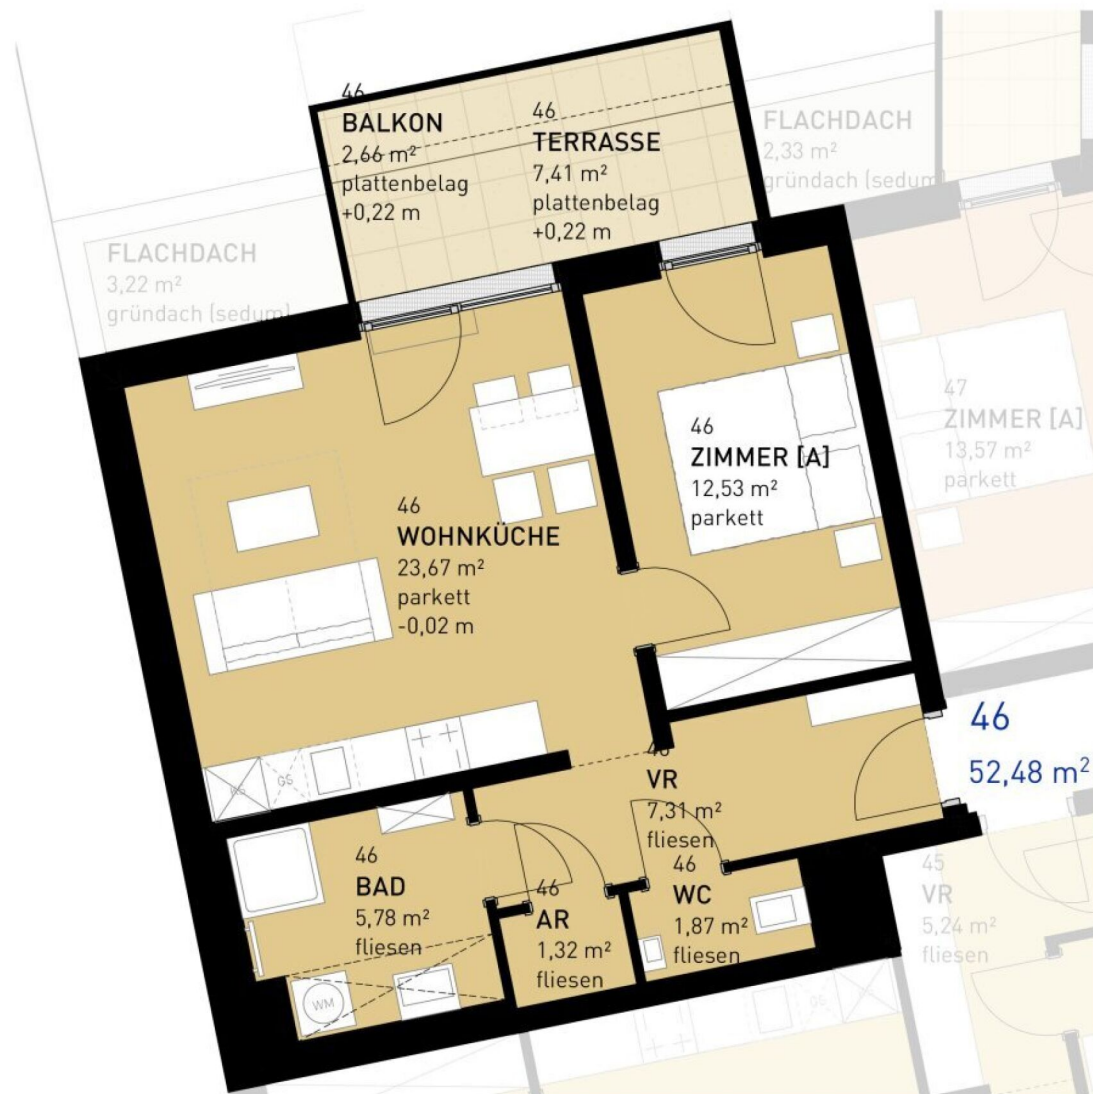 46
BALKON
2,66 m²
plattenbelag
+0,22 m
46
TERRASSE
7,41 m²
plattenbelag
+0,22 m
FLACHDACH
2,33 m²
gründach (sedum)
FLACHDACH
3,22 m²
gründach (sedum)
46
ZIMMER [A]
12,53 m²
parkett
47
ZIMMER [A]
13,57 m²
parkett
46
WOHNKÜCHE
23,67 m²
parkett
-0,02 m
46
52,48 m²
GS
46
VR
7,31 m²
fliesen
46
BAD
5,78 m²
fliesen
46
AR
1,32 m²
fliesen
46
WC
1,87 m²
fliesen
45
VR
5,24 m²
fliesen
WM
GS